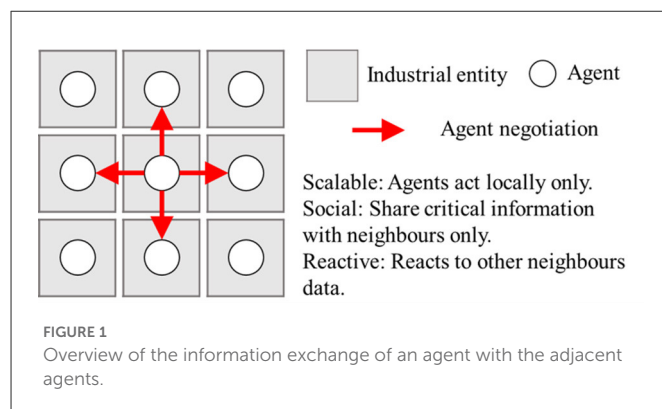 Industrial entity
Agent
Agent negotiation
Scalable: Agents act locally only.
Social: Share critical information
with neighbours only.
Reactive: Reacts to other neighbours
data.
FIGURE 1
Overview of the information exchange of an agent with the adjacent
agents.